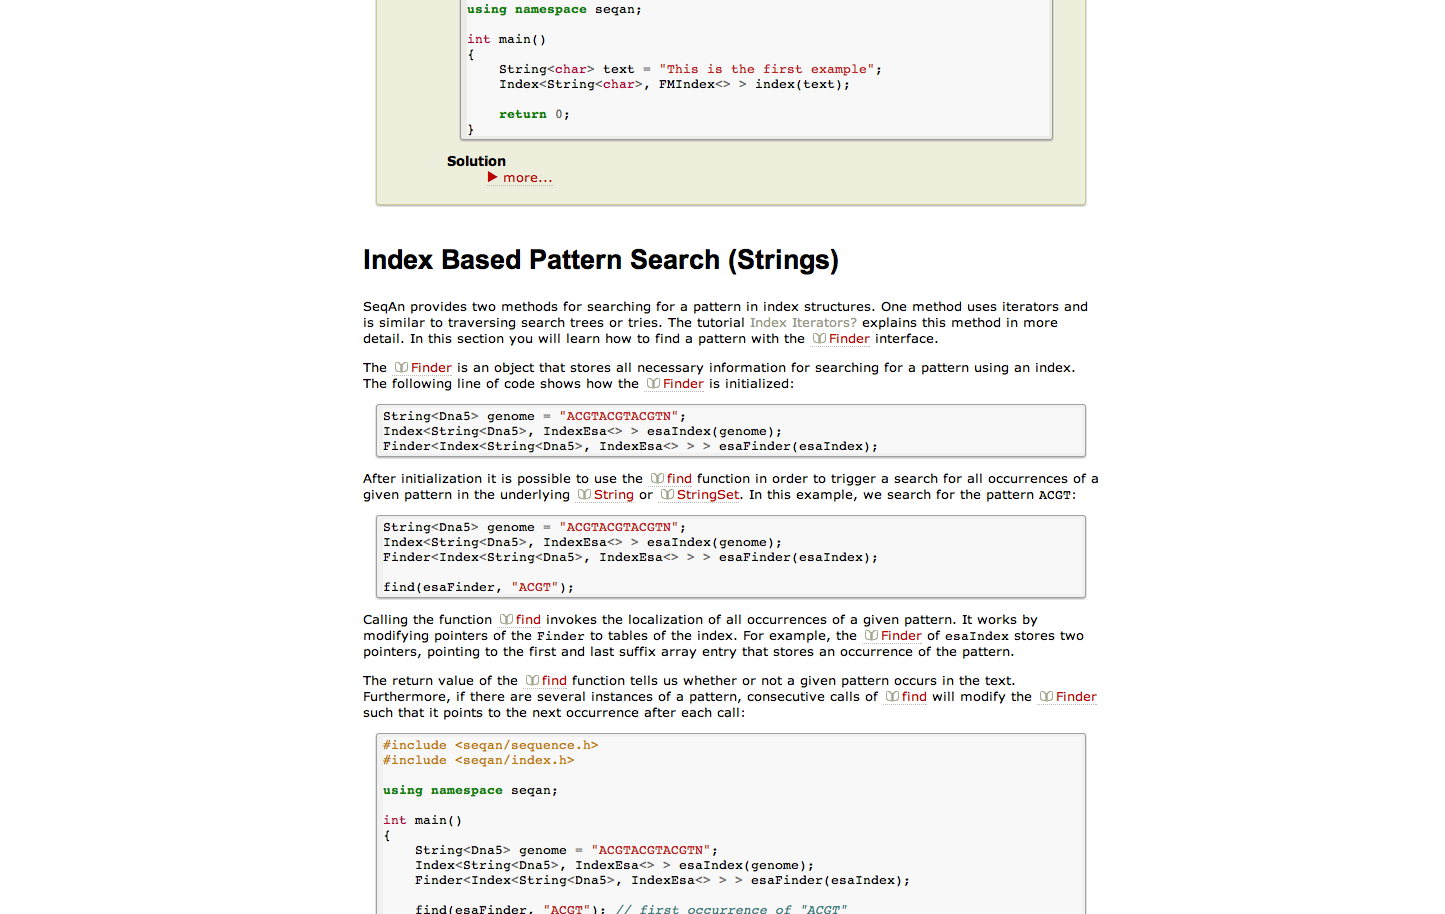 using namespace seqan;
int main()
{
    String<char> text = "This is the first example";
    Index<String<char>, FMIndex<> > index(text);
    return 0;
}
Solution
more...
Index Based Pattern Search (Strings)
SeqAn provides two methods for searching for a pattern in index structures. One method uses iterators and
is similar to traversing search trees or tries. The tutorial Index Iterators? explains this method in more
detail. In this section you will learn how to find a pattern with the Finder interface.
The Finder is an object that stores all necessary information for searching for a pattern using an index.
The following line of code shows how the Finder is initialized:
String<Dna5> genome = "ACGTACGTACGTN";
Index<String<Dna5>, IndexEsa<> > esaIndex(genome);
Finder<Index<String<Dna5>, IndexEsa<> > > esaFinder(esaIndex);
After initialization it is possible to use the find function in order to trigger a search for all occurrences of a
given pattern in the underlying String or StringSet. In this example, we search for the pattern ACGT:
String<Dna5> genome = "ACGTACGTACGTN";
Index<String<Dna5>, IndexEsa<> > esaIndex(genome);
Finder<Index<String<Dna5>, IndexEsa<> > > esaFinder(esaIndex);
find(esaFinder, "ACGT");
Calling the function find invokes the localization of all occurrences of a given pattern. It works by
modifying pointers of the Finder to tables of the index. For example, the Finder of esaIndex stores two
pointers, pointing to the first and last suffix array entry that stores an occurrence of the pattern.
The return value of the find function tells us whether or not a given pattern occurs in the text.
Furthermore, if there are several instances of a pattern, consecutive calls of find will modify the Finder
such that it points to the next occurrence after each call:
#include <seqan/sequence.h>
#include <seqan/index.h>
using namespace seqan;
int main()
{
    String<Dna5> genome = "ACGTACGTACGTN";
    Index<String<Dna5>, IndexEsa<> > esaIndex(genome);
    Finder<Index<String<Dna5>, IndexEsa<> > > esaFinder(esaIndex);
    find(esaFinder, "ACGT"); // first occurrence of "ACGT"